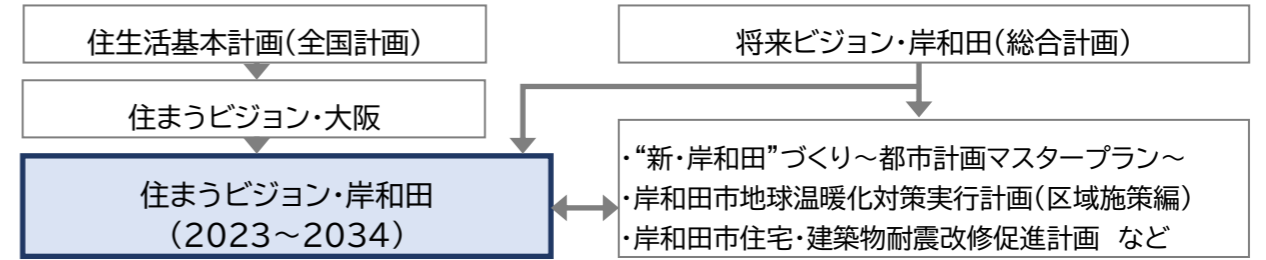 住生活基本計画（全国計画）
将来ビジョン・岸和田（総合計画）
住まうビジョン・大阪
住まうビジョン・岸和田
（2023～2034）
・“新・岸和田”づくり～都市計画マスタープラン～
・岸和田市地球温暖化対策実行計画（区域施策編）
・岸和田市住宅・建築物耐震改修促進計画　など